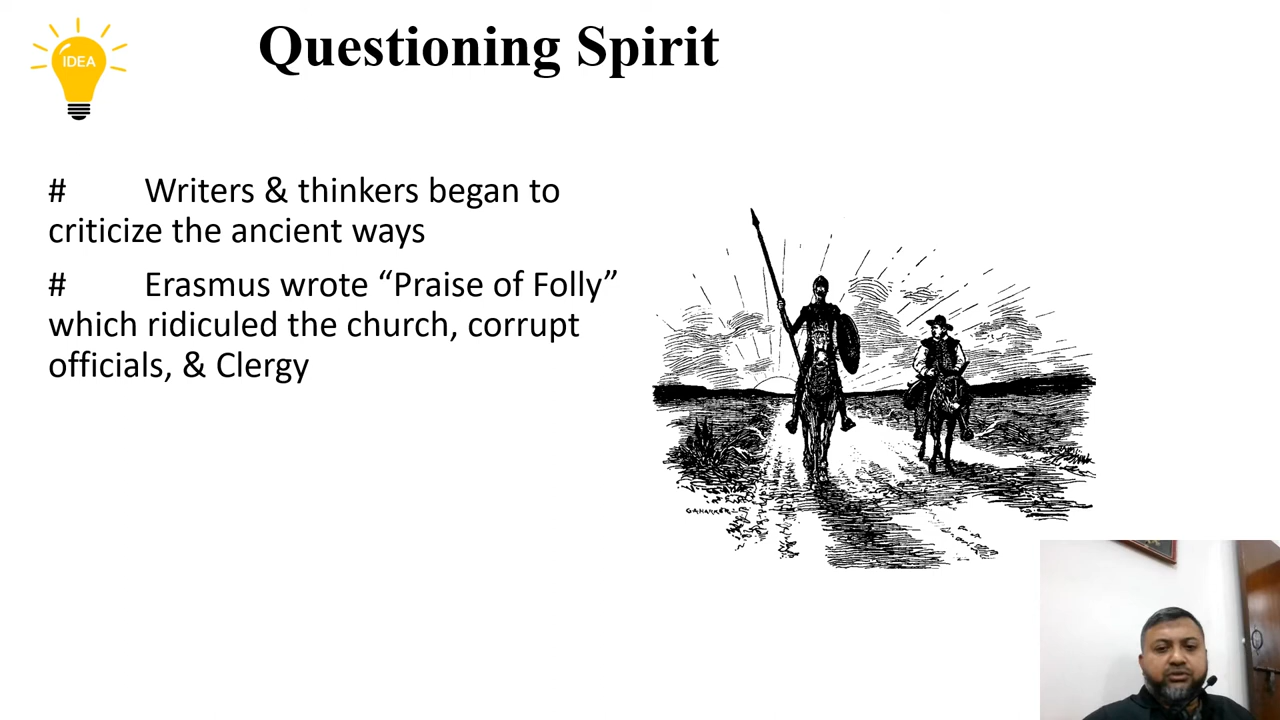 IDEA
Questioning Spirit
# Writers & thinkers began to
criticize the ancient ways
# Erasmus wrote “Praise of Folly”
which ridiculed the church, corrupt
officials, & Clergy